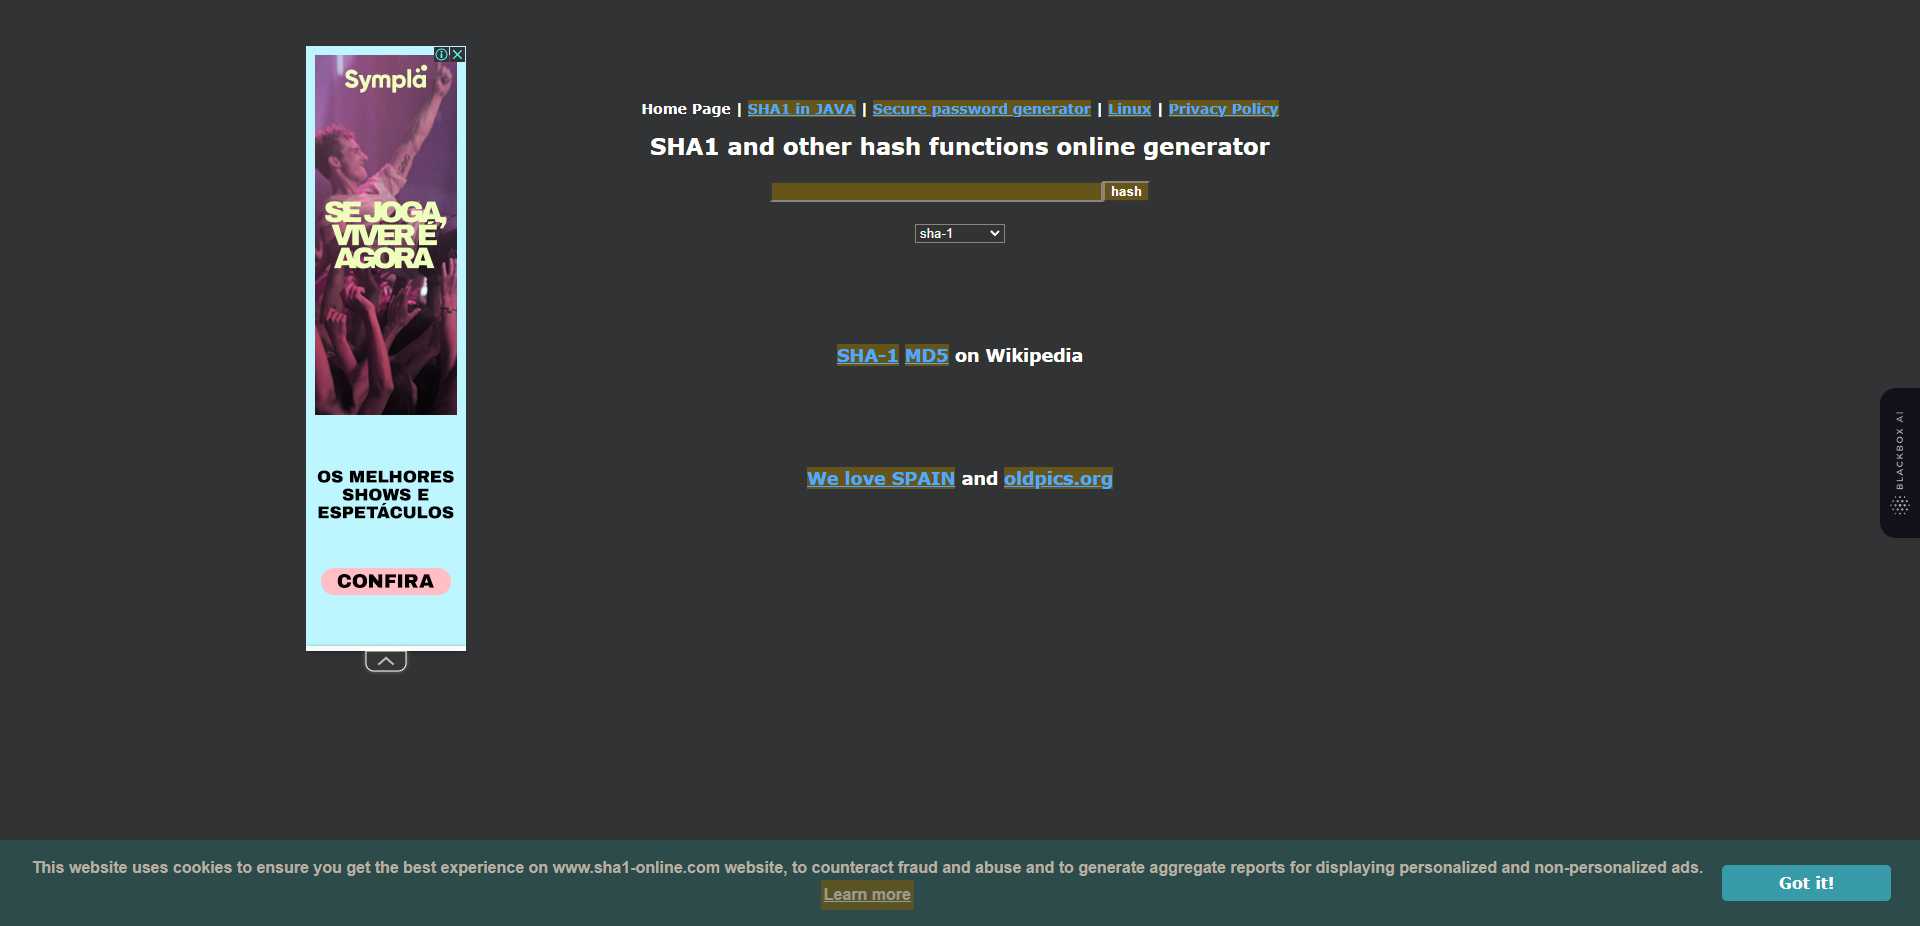 Symplä
SE JOGA,
VIVER É
AGORA
OS MELHORES
SHOWS E
ESPETÁCULOS
CONFIRA
Home Page | SHA1 in JAVA | Secure password generator | Linux | Privacy Policy
SHA1 and other hash functions online generator
hash
sha-1
SHA-1 MD5 on Wikipedia
We love SPAIN and oldpics.org
BLACKBOX AI
This website uses cookies to ensure you get the best experience on www.sha1-online.com website, to counteract fraud and abuse and to generate aggregate reports for displaying personalized and non-personalized ads.
Learn more
Got it!